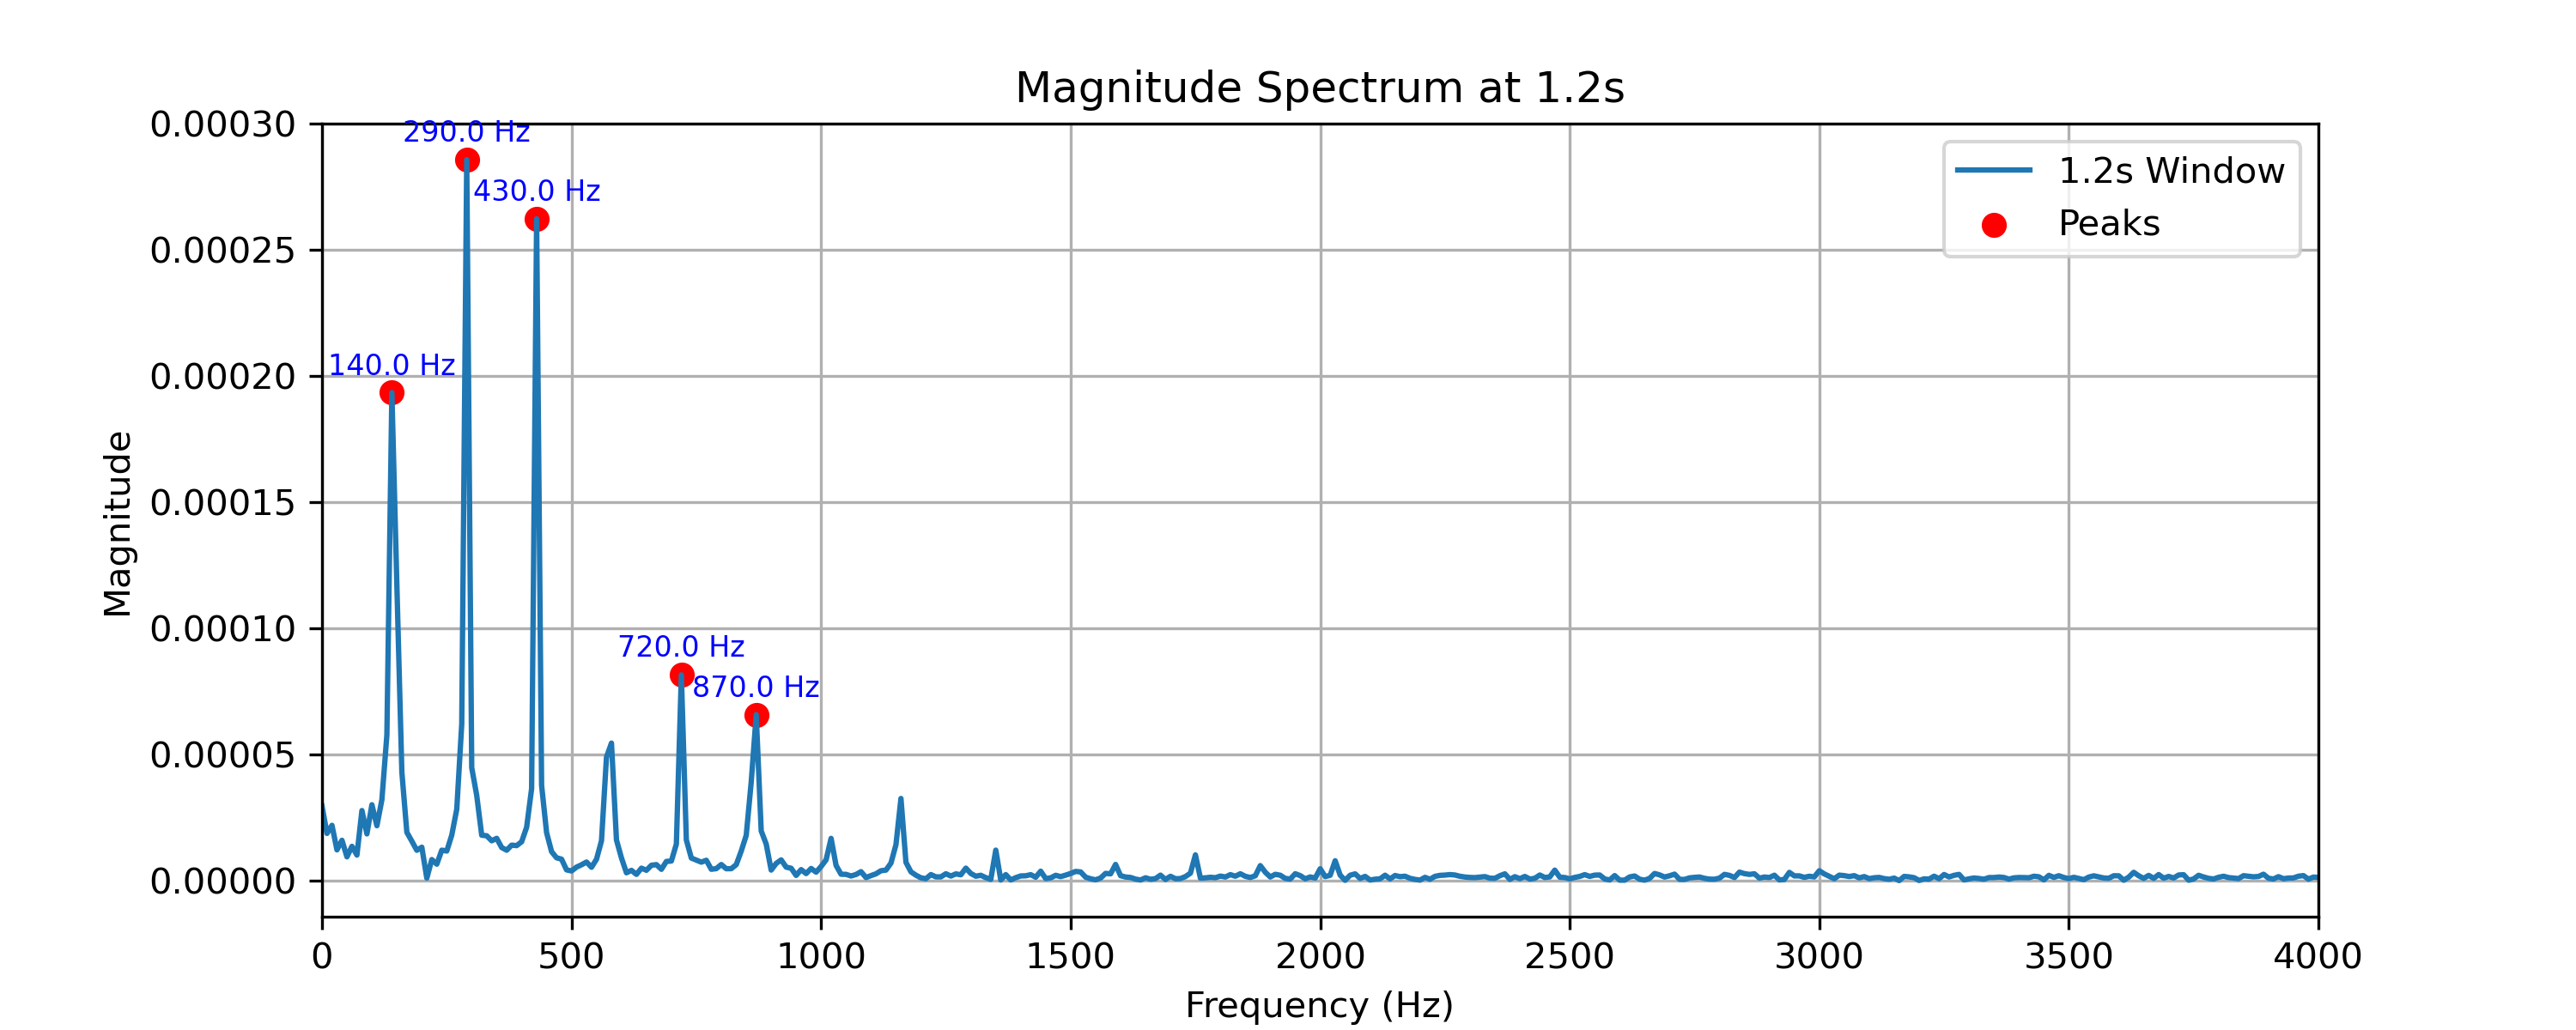 Magnitude Spectrum at 1.2s
0.00030
0.00025
0.00020
0.00015
0.00010
0.00005
0.00000
Magnitude
290.0 Hz
430.0 Hz
140.0 Hz
720.0 Hz
870.0 Hz
1.2s Window
Peaks
0 500 1000 1500 2000 2500 3000 3500 4000
Frequency (Hz)